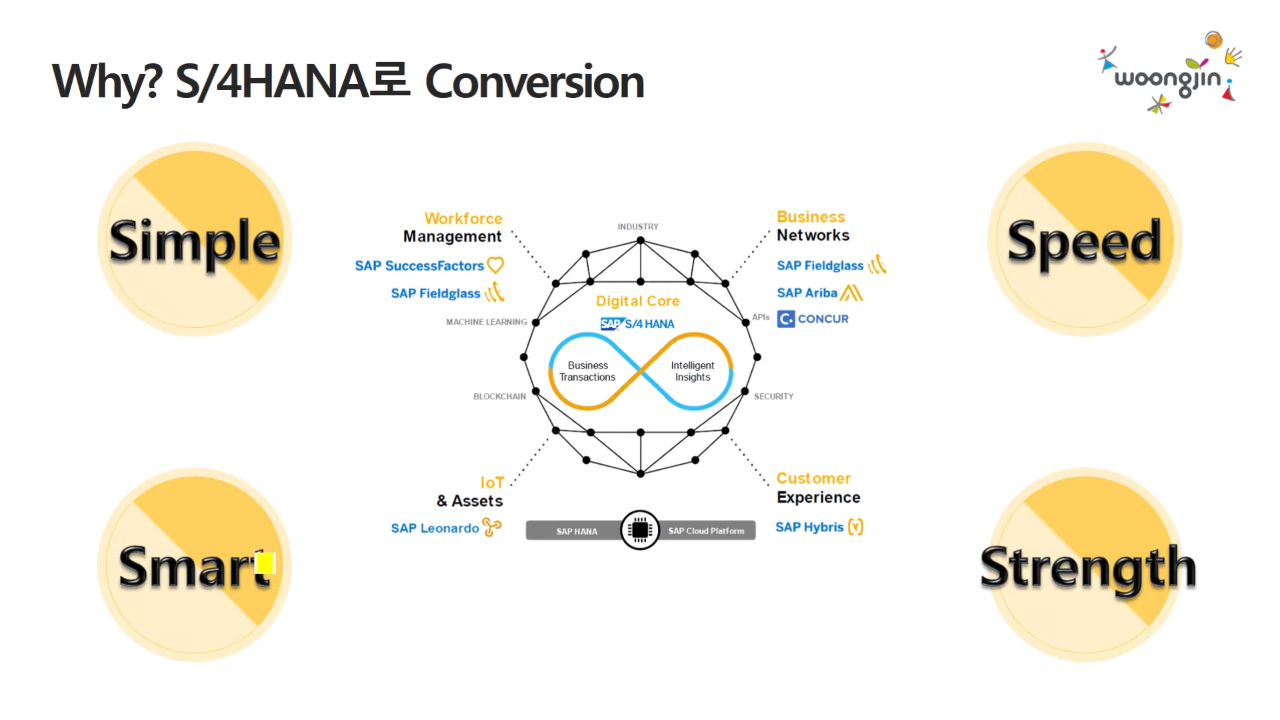 Why? S/4HANA로 Conversion
woongjin
Simple
Speed
Workforce
Management
SAP SuccessFactors
SAP Fieldglass
INDUSTRY
Business
Networks
SAP Fieldglass
SAP Ariba
C. CONCUR
Digital Core
SAP S/4 HANA
MACHINE LEARNING
APIs
Business
Transactions
Intelligent
Insights
BLOCKCHAIN
SECURITY
IoT
& Assets
SAP Leonardo
Customer
Experience
SAP Hybris
SAP HANA
SAP Cloud Platform
Smart
Strength